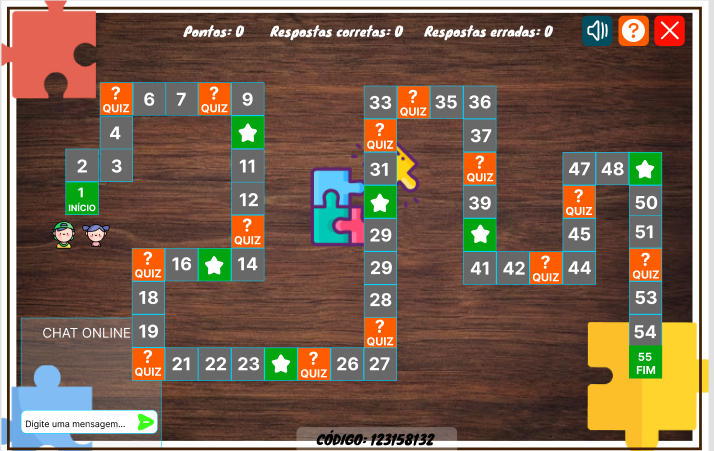 Pontos: 0 Respostas corretas: 0 Respostas erradas: 0 ?
? QUIZ 6 7 ? QUIZ 9
33 ? QUIZ 35 36
4
? QUIZ
37
2 3
11
31
? QUIZ
47 48
1 INÍCIO
12
39
? QUIZ
50
? QUIZ
29
45
51
? QUIZ 16 14
29
41 42 ? QUIZ 44
? QUIZ
18
28
53
CHAT ONLINE
19
? QUIZ
54
? QUIZ 21 22 23 ? QUIZ 26 27
55 FIM
Digite uma mensagem...
CÓDIGO: 123158132